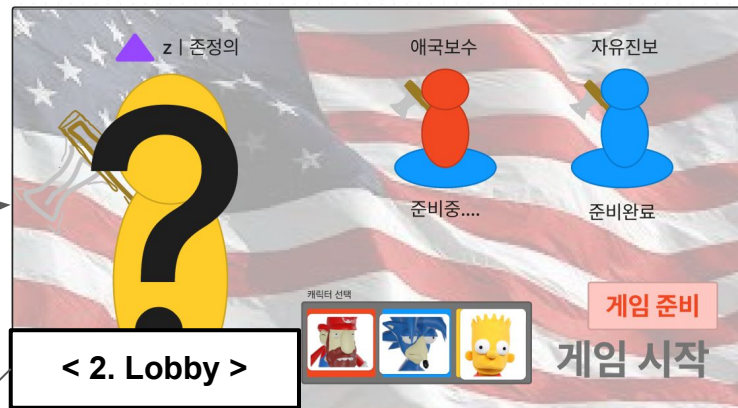 z ㅣ존정의
애국보수
자유진보
준비중....
준비완료
?
캐릭터 선택
게임 준비
게임 시작
< 2. Lobby >